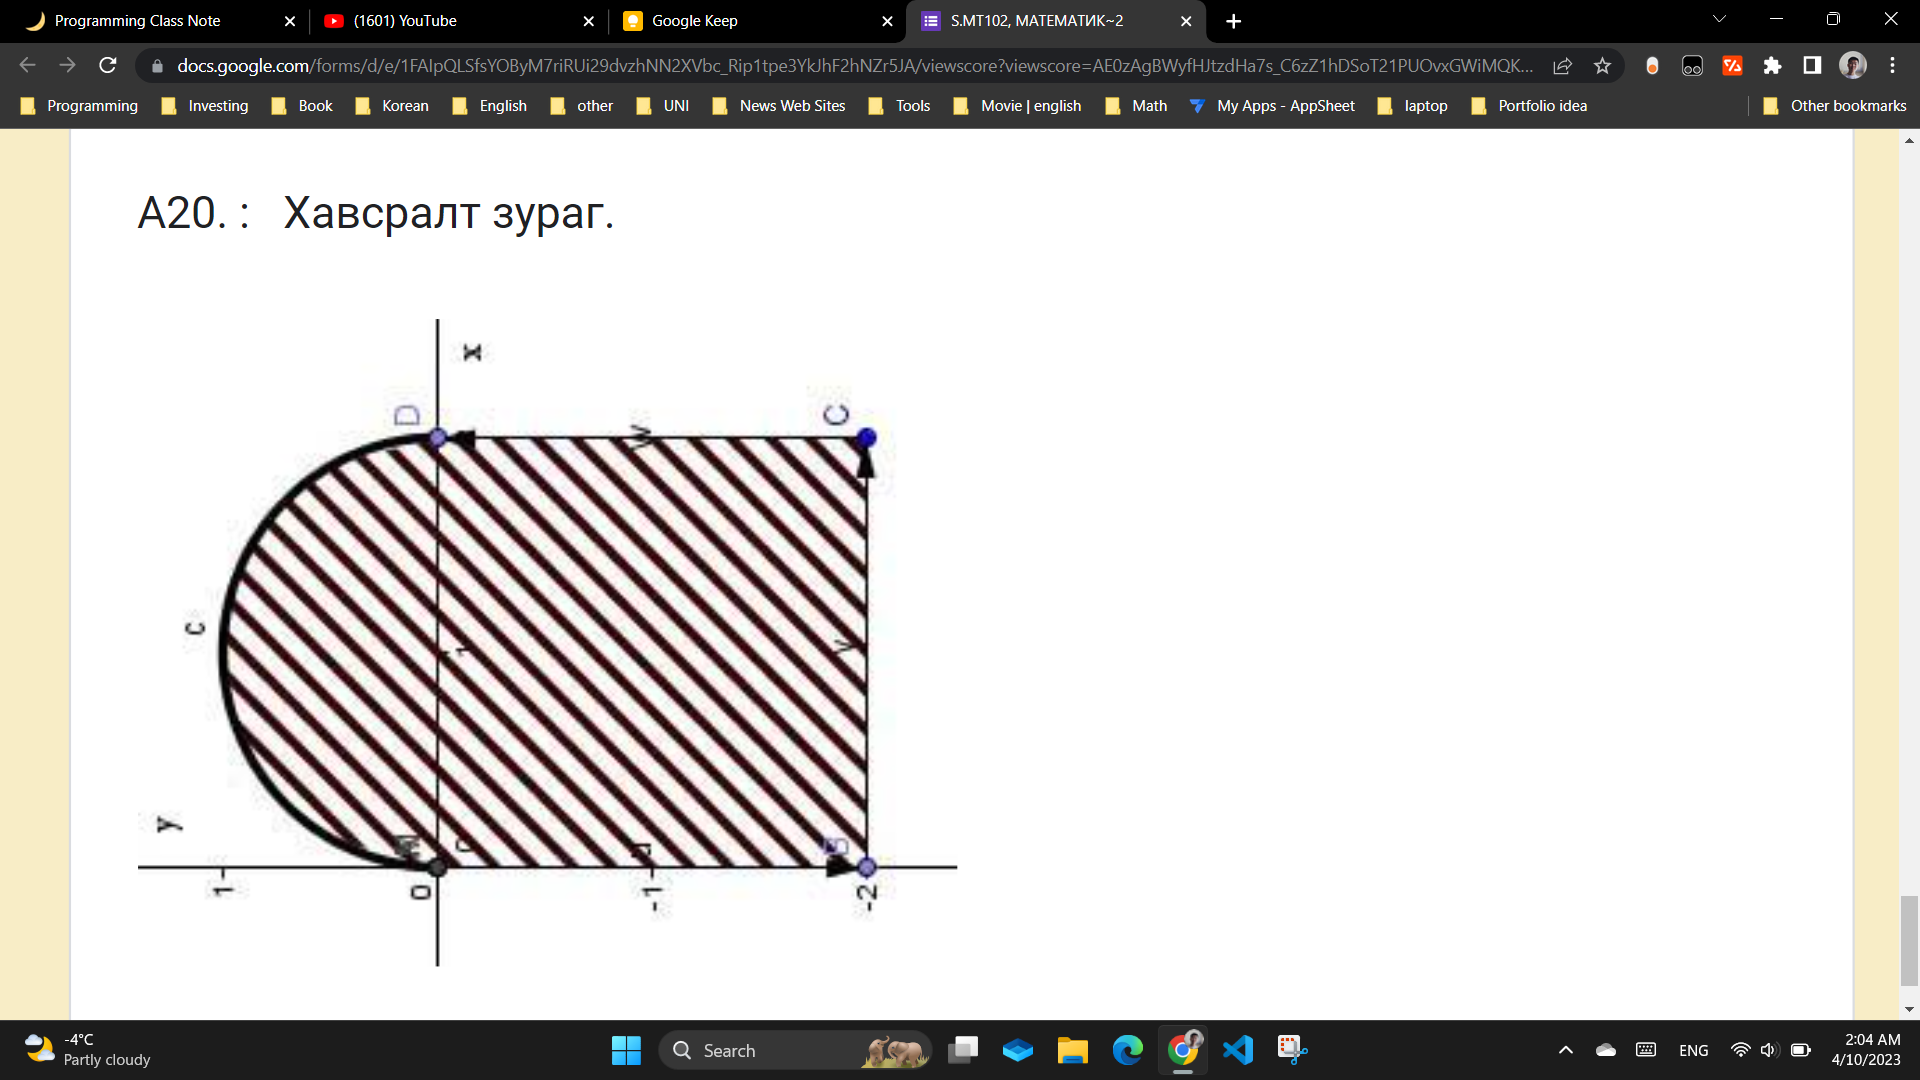 Programming Class Note
(1601) YouTube
Google Keep
S.MT102, МАТЕМАТИК~2
docs.google.com/forms/d/e/1FAIpQLSfsYOByM7riRUi29dvzhNN2XVbc_Rip1tpe3YkJhF2hNZr5JA/viewscore?viewscore=AE0zAgBWyfHJtzdHa7s_C6zZ1hDSoT21PUOvxGWiMQK...
Programming
Investing
Book
Korean
English
other
UNI
News Web Sites
Tools
Movie | english
Math
My Apps - AppSheet
laptop
Portfolio idea
Other bookmarks
A20. : Хавсралт зураг.
x
D
C
W
c
1
V
y
B
1
0
-1
-2
-4°C
Partly cloudy
Search
ENG
2:04 AM
4/10/2023